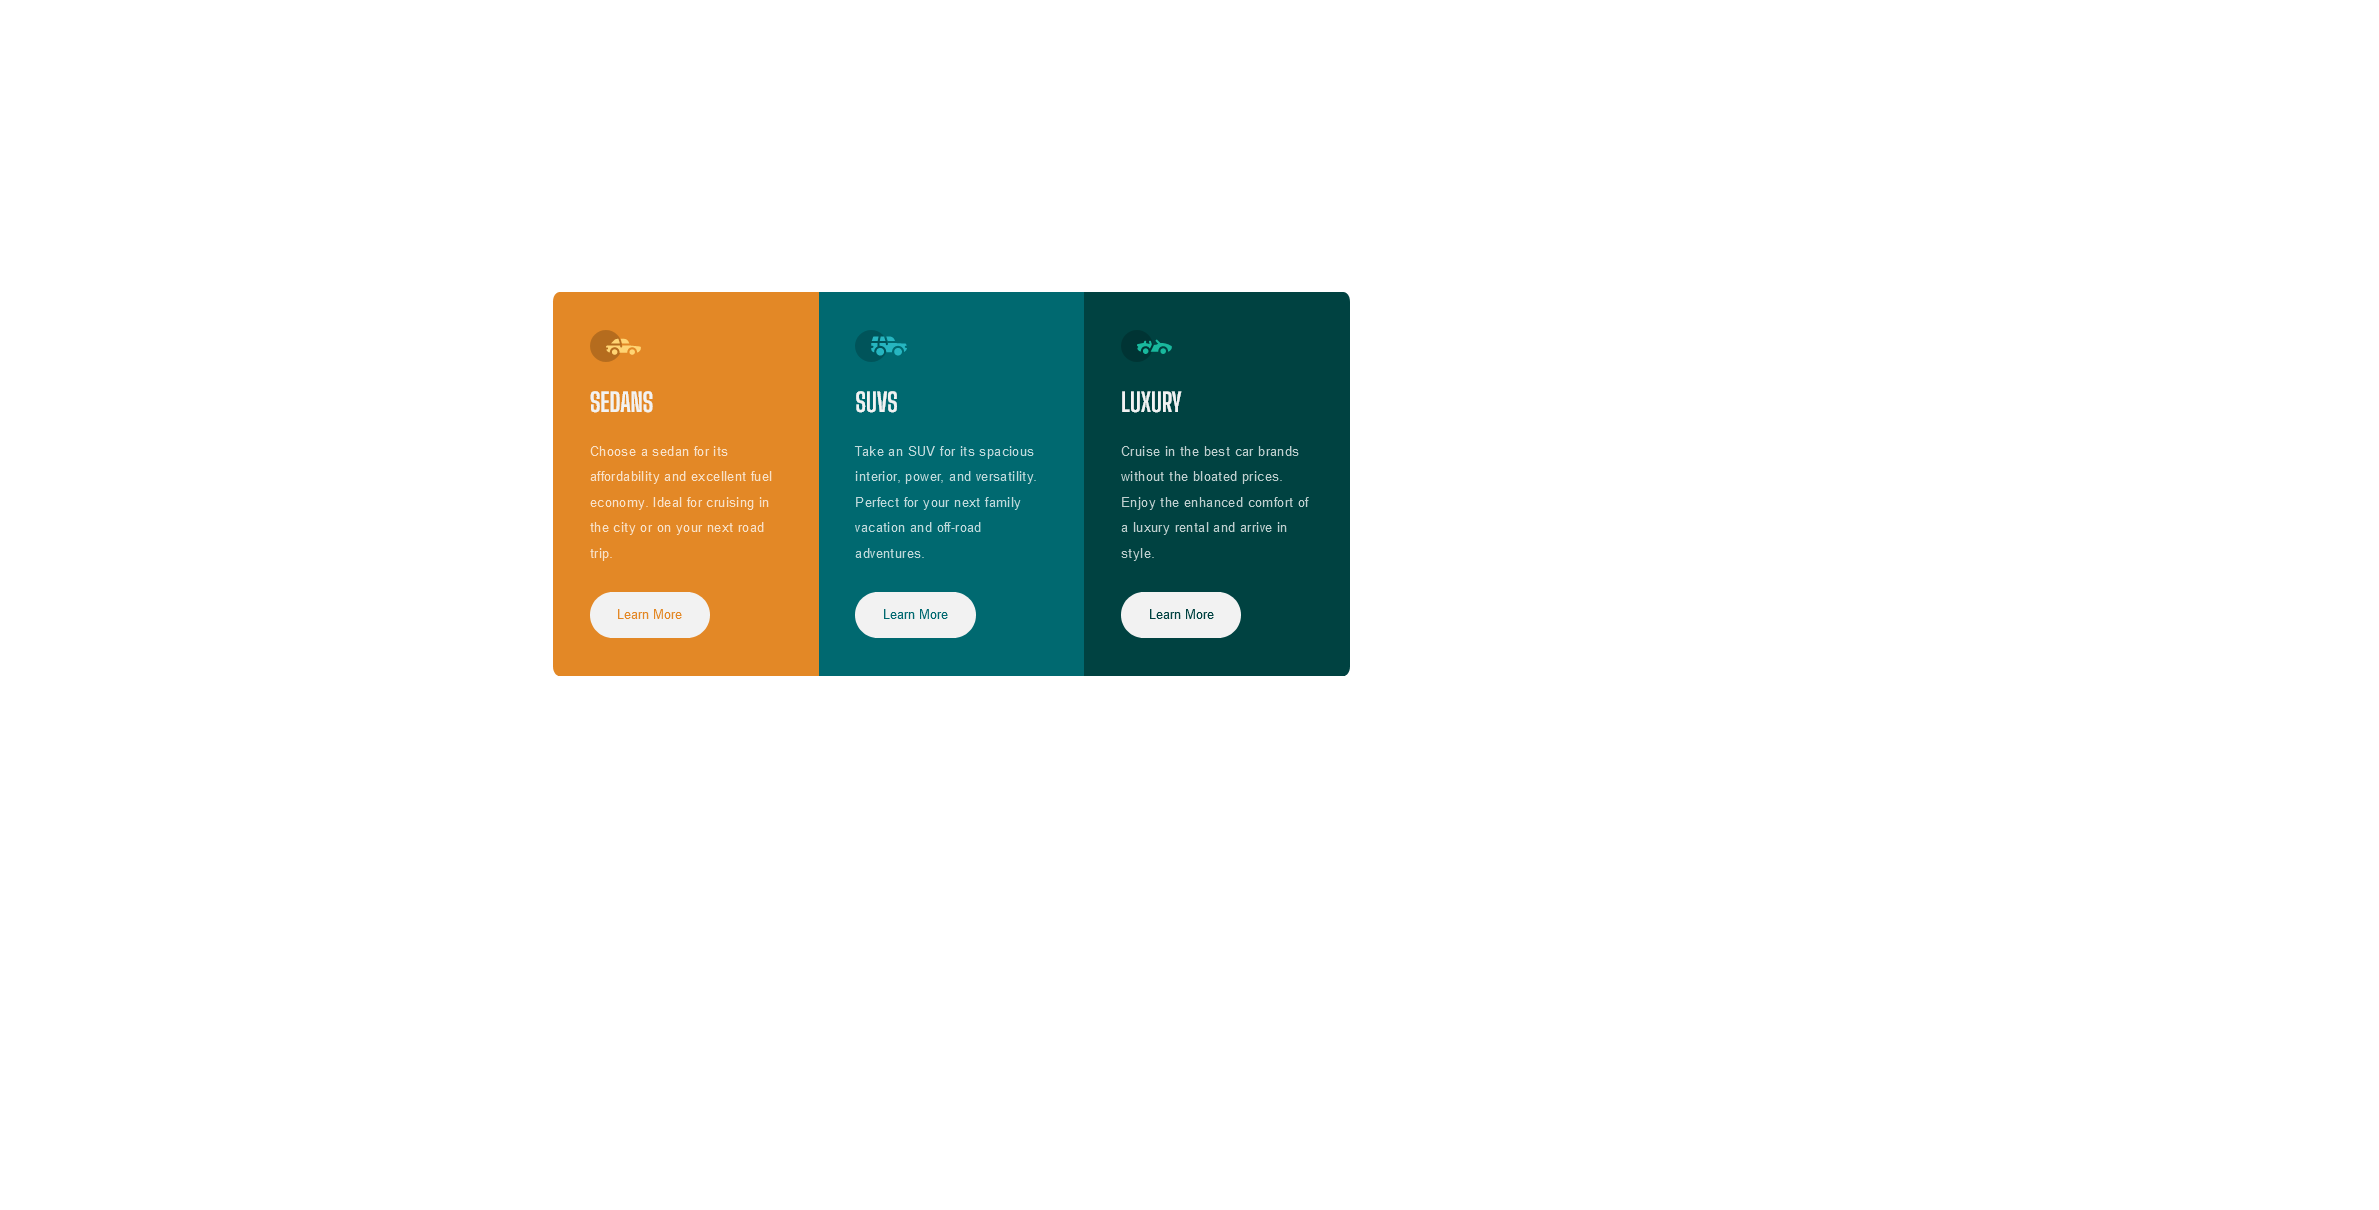 SEDANS
Choose a sedan for its
affordability and excellent fuel
economy. Ideal for cruising in
the city or on your next road
trip.
Learn More
SUVS
Take an SUV for its spacious
interior, power, and versatility.
Perfect for your next family
vacation and off-road
adventures.
Learn More
LUXURY
Cruise in the best car brands
without the bloated prices.
Enjoy the enhanced comfort of
a luxury rental and arrive in
style.
Learn More